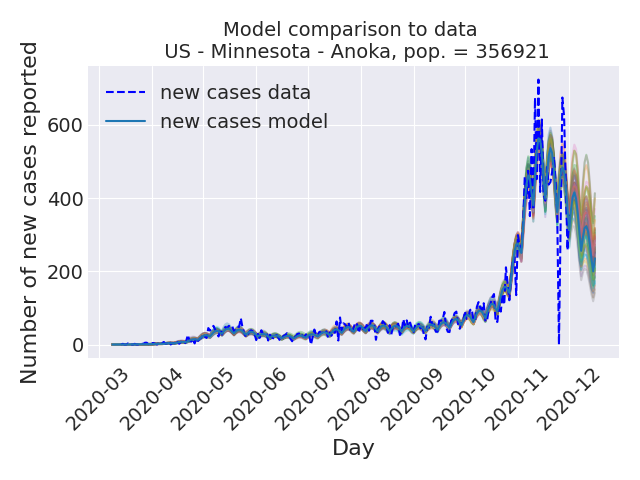 Model comparison to data
US - Minnesota - Anoka, pop. = 356921
Number of new cases reported
600
400
200
0
new cases data
new cases model
2020-03
2020-04
2020-05
2020-06
2020-07
2020-08
2020-09
2020-10
2020-11
2020-12
Day